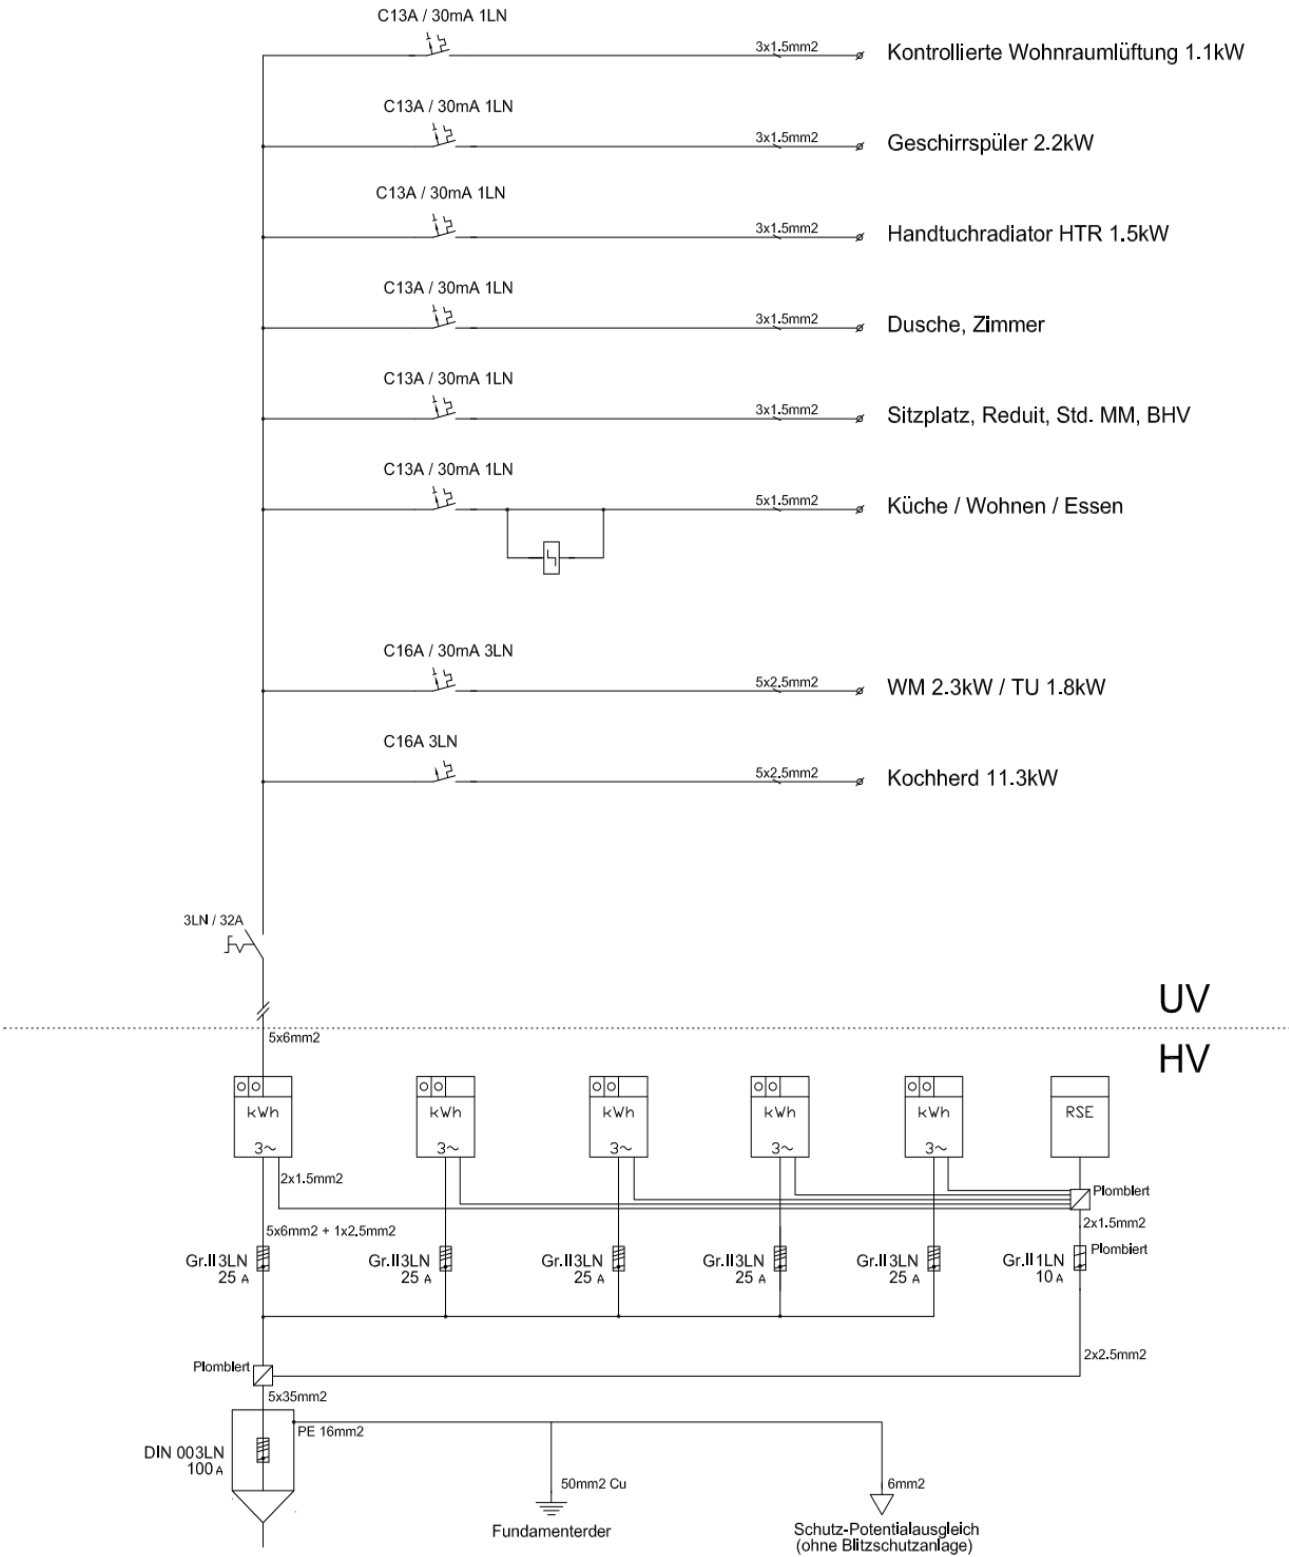 C13A / 30mA 1LN
3x1.5mm2
Kontrollierte Wohnraumlüftung 1.1kW
C13A / 30mA 1LN
3x1.5mm2
Geschirrspüler 2.2kW
C13A / 30mA 1LN
3x1.5mm2
Handtuchradiator HTR 1.5kW
C13A / 30mA 1LN
3x1.5mm2
Dusche, Zimmer
C13A / 30mA 1LN
3x1.5mm2
Sitzplatz, Reduit, Std. MM, BHV
C13A / 30mA 1LN
5x1.5mm2
Küche / Wohnen / Essen
C16A / 30mA 3LN
5x2.5mm2
WM 2.3kW / TU 1.8kW
C16A 3LN
5x2.5mm2
Kochherd 11.3kW
3LN / 32A
UV
HV
5x6mm2
kWh
3~
kWh
3~
kWh
3~
kWh
3~
kWh
3~
RSE
2x1.5mm2
Plombiert
5x6mm2 + 1x2.5mm2
2x1.5mm2
Plombiert
Gr.II 3LN
25 A
Gr.II 3LN
25 A
Gr.II 3LN
25 A
Gr.II 3LN
25 A
Gr.II 3LN
25 A
Gr.II 1LN
10 A
2x2.5mm2
Plombiert
5x35mm2
PE 16mm2
DIN 003LN
100 A
50mm2 Cu
Fundamenterder
6mm2
Schutz-Potentialausgleich
(ohne Blitzschutzanlage)